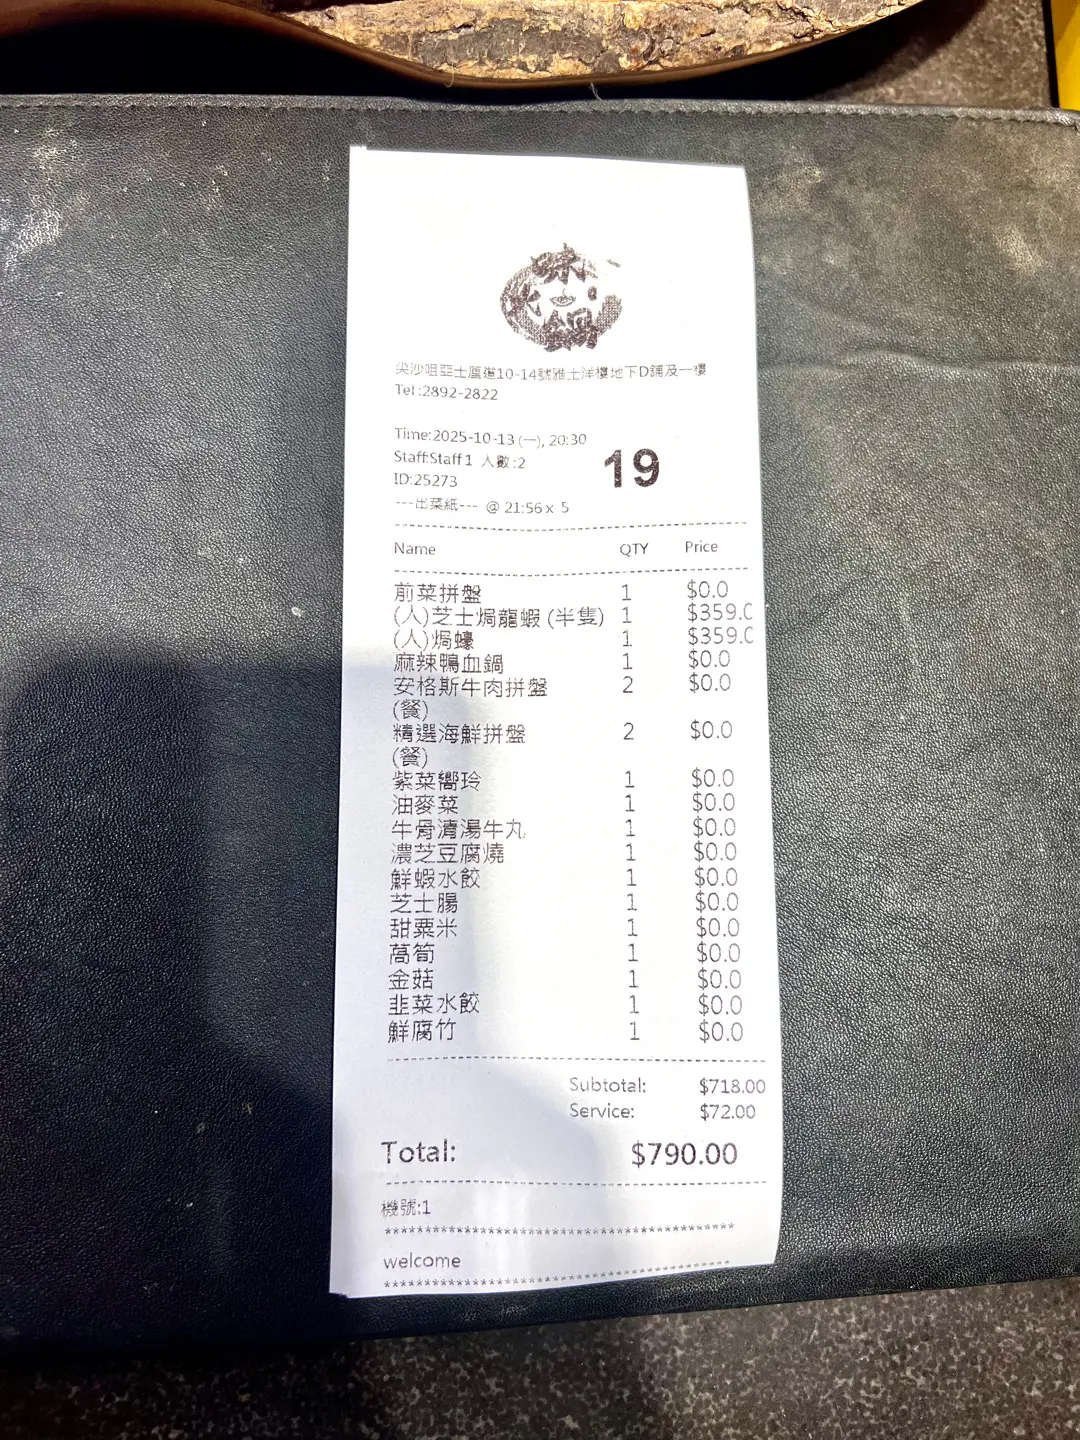 味
火鍋
尖沙咀亞士厘道10-14號雅士洋樓地下D舖及一樓
Tel:2892-2822
Time:2025-10-13 (一), 20:30
Staff:Staff1 人數:2
19
ID:25273
---出菜紙--- @ 21:56 x 5
Name QTY Price
前菜拼盤 1 $0.0
(人)芝士焗龍蝦 (半隻) 1 $359.0
(人)焗蠔 1 $359.0
麻辣鴨血鍋 1 $0.0
安格斯牛肉拼盤 2 $0.0
(餐)
精選海鮮拼盤 2 $0.0
(餐)
紫菜嚮玲 1 $0.0
油麥菜 1 $0.0
牛骨清湯牛丸 1 $0.0
濃芝豆腐燒 1 $0.0
鮮蝦水餃 1 $0.0
芝士腸 1 $0.0
甜粟米 1 $0.0
萵筍 1 $0.0
金菇 1 $0.0
韭菜水餃 1 $0.0
鮮腐竹 1 $0.0
Subtotal: $718.00
Service: $72.00
Total: $790.00
機號:1
****************************************
welcome
****************************************